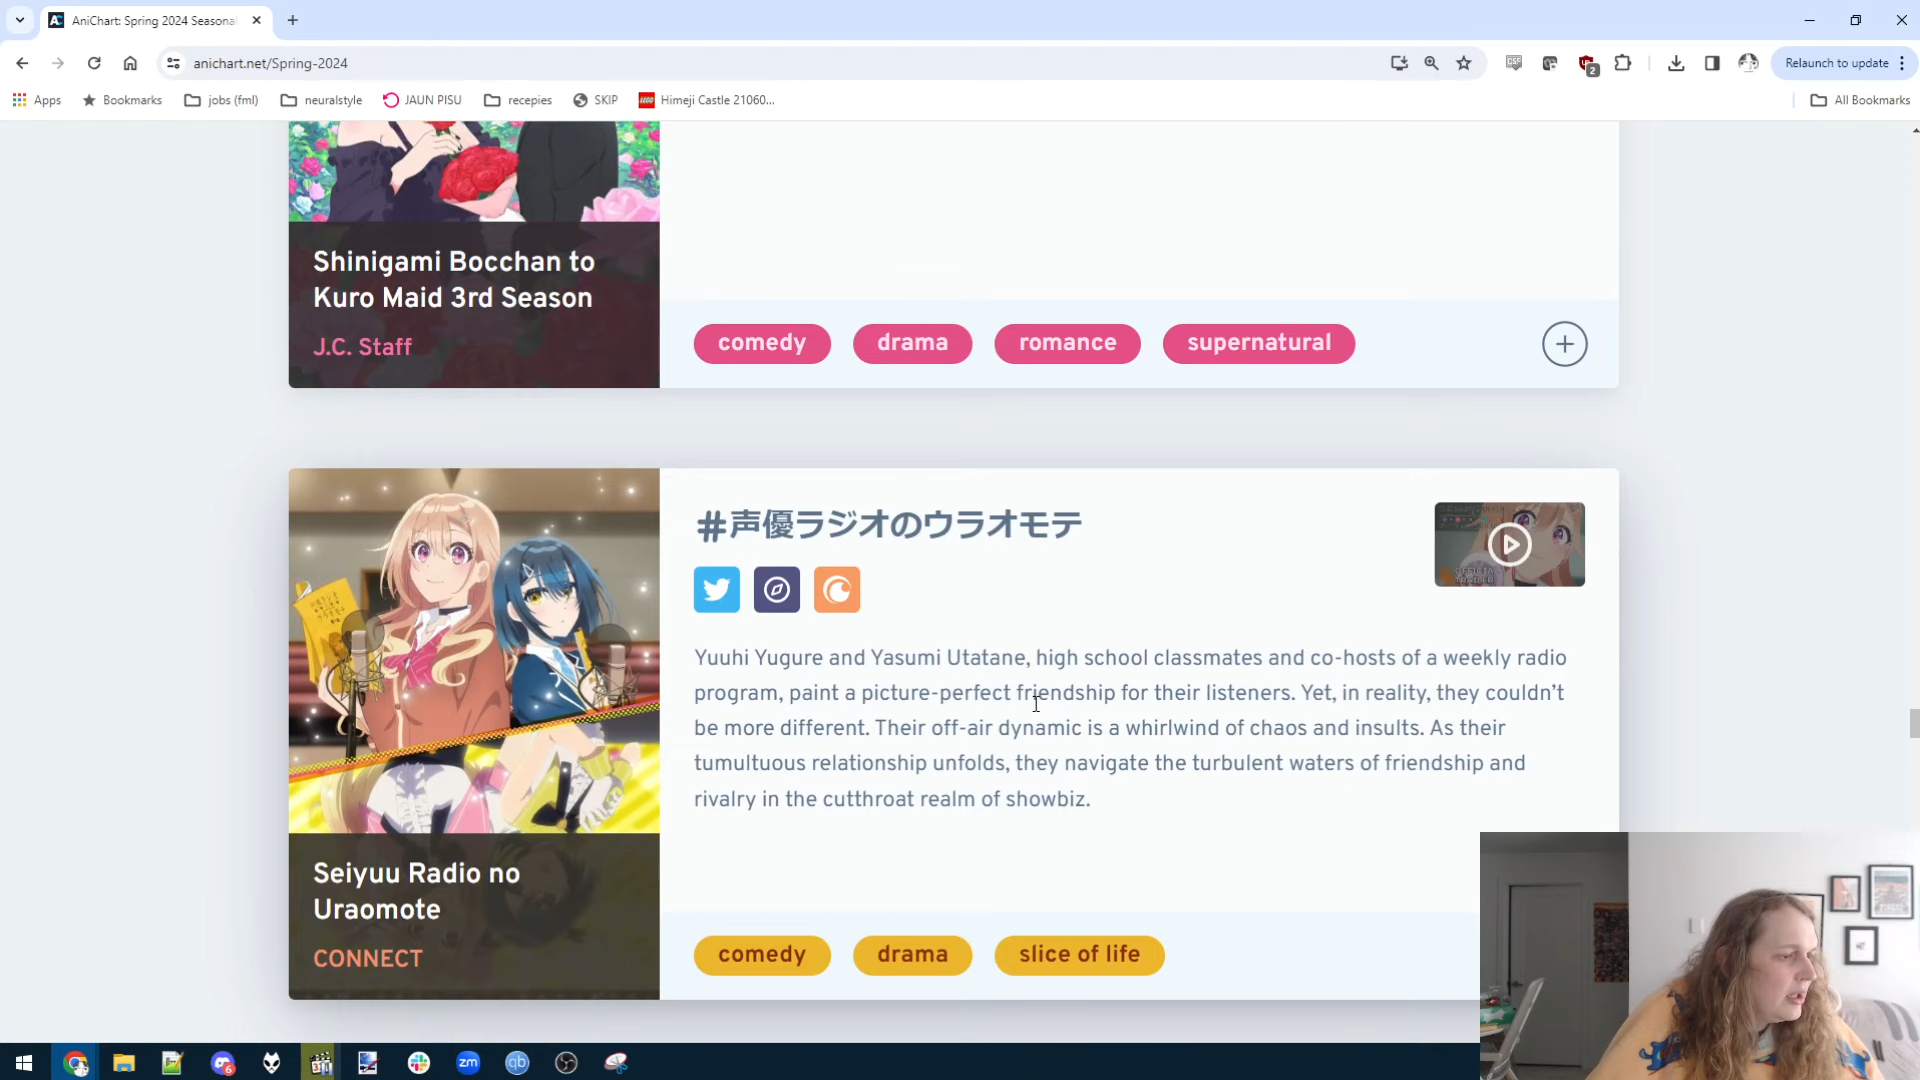 AniChart: Spring 2024 Seasona
anichart.net/Spring-2024
2
Relaunch to update
Apps
Bookmarks
jobs (fml)
neuralstyle
JAUN PISU
recepies
SKIP
Himeji Castle 21060...
All Bookmarks
Shinigami Bocchan to
Kuro Maid 3rd Season
J.C. Staff
comedy
drama
romance
supernatural
#声優ラジオのウラオモテ
Yuuhi Yugure and Yasumi Utatane, high school classmates and co-hosts of a weekly radio
program, paint a picture-perfect friendship for their listeners. Yet, in reality, they couldn’t
be more different. Their off-air dynamic is a whirlwind of chaos and insults. As their
tumultuous relationship unfolds, they navigate the turbulent waters of friendship and
rivalry in the cutthroat realm of showbiz.
Seiyuu Radio no
Uraomote
CONNECT
comedy
drama
slice of life
6
zm
qb